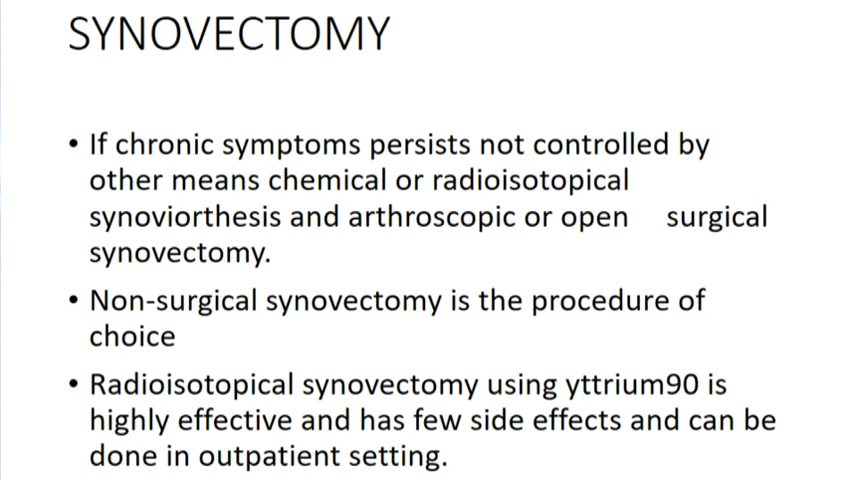 SYNOVECTOMY
• If chronic symptoms persists not controlled by
other means chemical or radioisotopical
synoviorthesis and arthroscopic or open surgical
synovectomy.
• Non-surgical synovectomy is the procedure of
choice
• Radioisotopical synovectomy using yttrium90 is
highly effective and has few side effects and can be
done in outpatient setting.